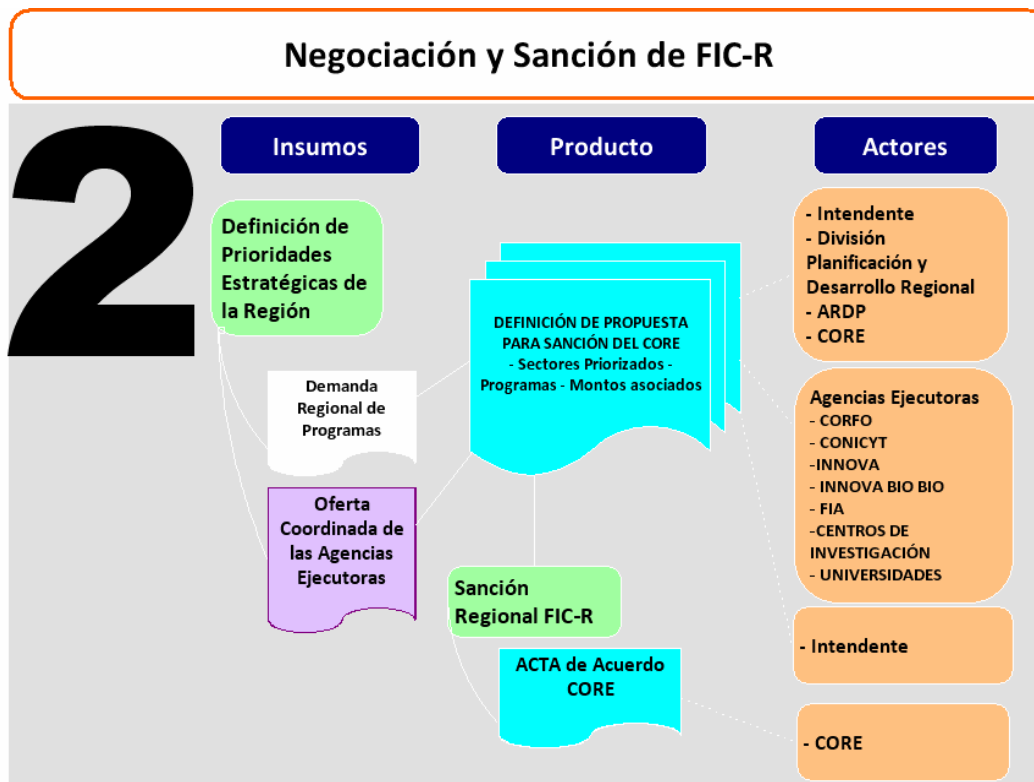 Negociación y Sanción de FIC-R
2
Insumos
Producto
Actores
Definición de
Prioridades
Estratégicas de
la Región
Demanda
Regional de
Programas
Oferta
Coordinada de
las Agencias
Ejecutoras
DEFINICIÓN DE PROPUESTA
PARA SANCIÓN DEL CORE
- Sectores Priorizados -
Programas - Montos asociados
Sanción
Regional FIC-R
ACTA de Acuerdo
CORE
- Intendente
- División
Planificación y
Desarrollo Regional
- ARDP
- CORE
Agencias Ejecutoras
- CORFO
- CONICYT
-INNOVA
- INNOVA BIO BIO
- FIA
-CENTROS DE
INVESTIGACIÓN
- UNIVERSIDADES
- Intendente
- CORE